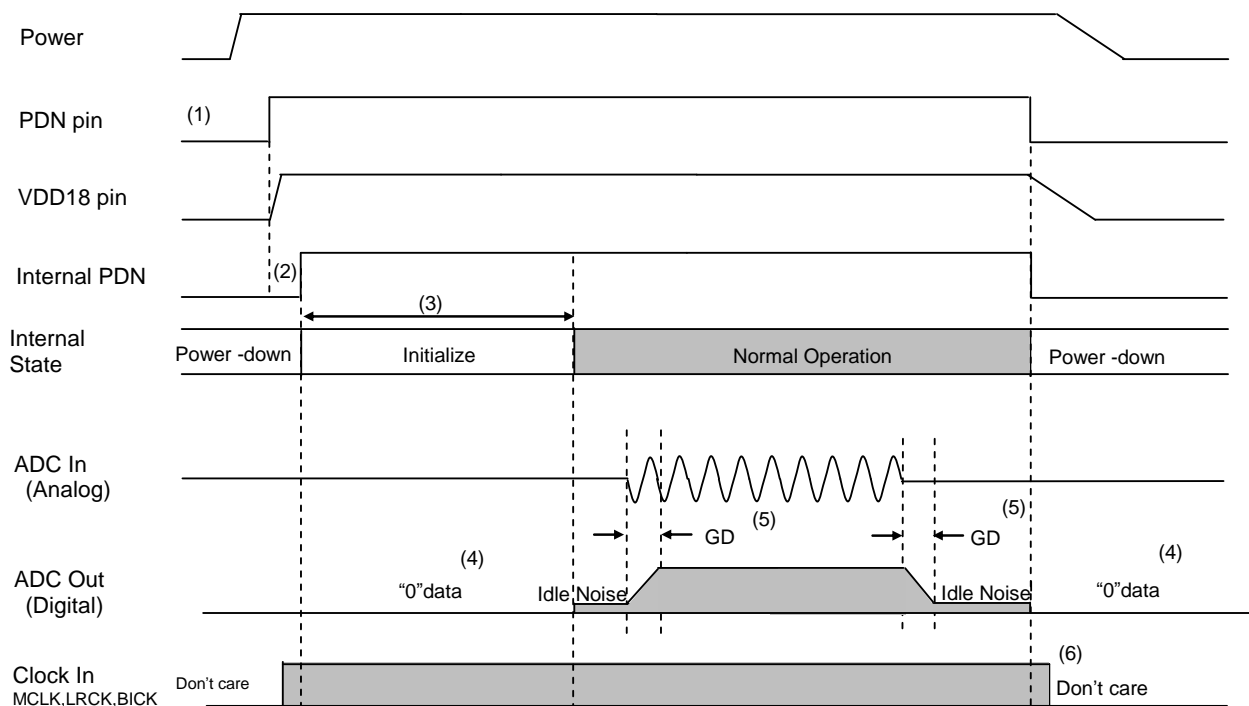 Power
PDN pin
(1)
VDD18 pin
Internal PDN
(2)
(3)
Internal
State
Power -down
Initialize
Normal Operation
Power -down
ADC In
(Analog)
(5)
(5)
GD
GD
ADC Out
(Digital)
(4)
“0”data
Idle Noise
Idle Noise
(4)
“0”data
Clock In
MCLK,LRCK,BICK
Don’t care
(6)
Don’t care